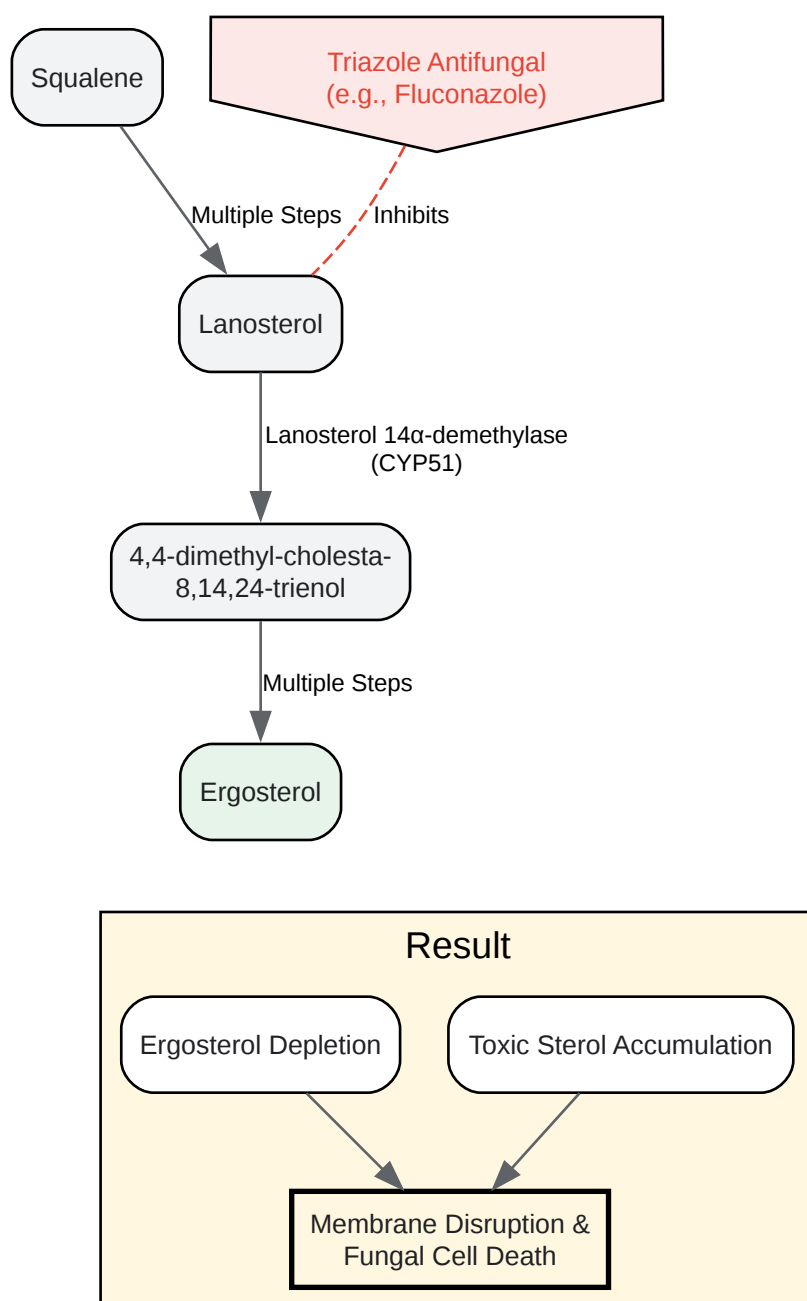 Squalene
Triazole Antifungal
(e.g., Fluconazole)
Multiple Steps
Inhibits
Lanosterol
Lanosterol 14α-demethylase
(CYP51)
4,4-dimethyl-cholesta-
8,14,24-trienol
Multiple Steps
Ergosterol
Result
Ergosterol Depletion
Toxic Sterol Accumulation
Membrane Disruption &
Fungal Cell Death